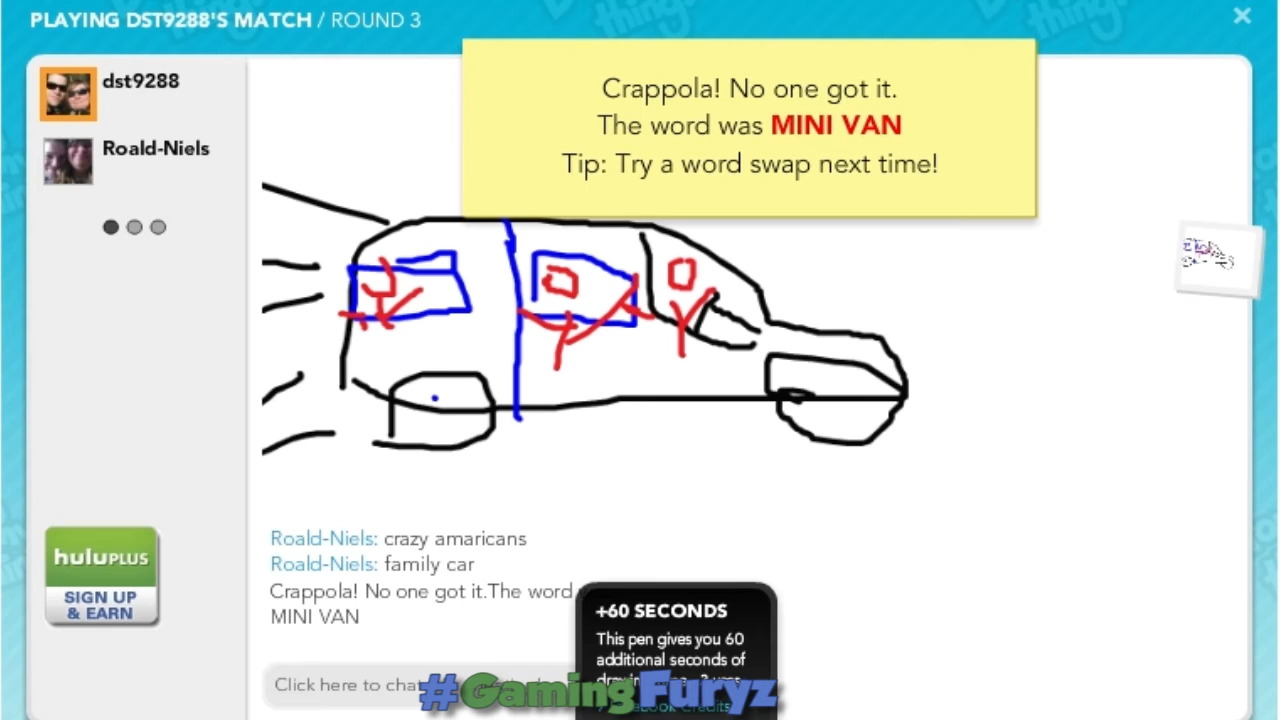 PLAYING DST9288'S MATCH / ROUND 3
dst9288
Roald-Niels
Crappola! No one got it.
The word was MINI VAN
Tip: Try a word swap next time!
huluPLUS
SIGN UP
& EARN
Roald-Niels: crazy amaricans
Roald-Niels: family car
Crappola! No one got it.The word
MINI VAN
+60 SECONDS
This pen gives you 60
additional seconds of
Click here to chat
#GamingFuryz